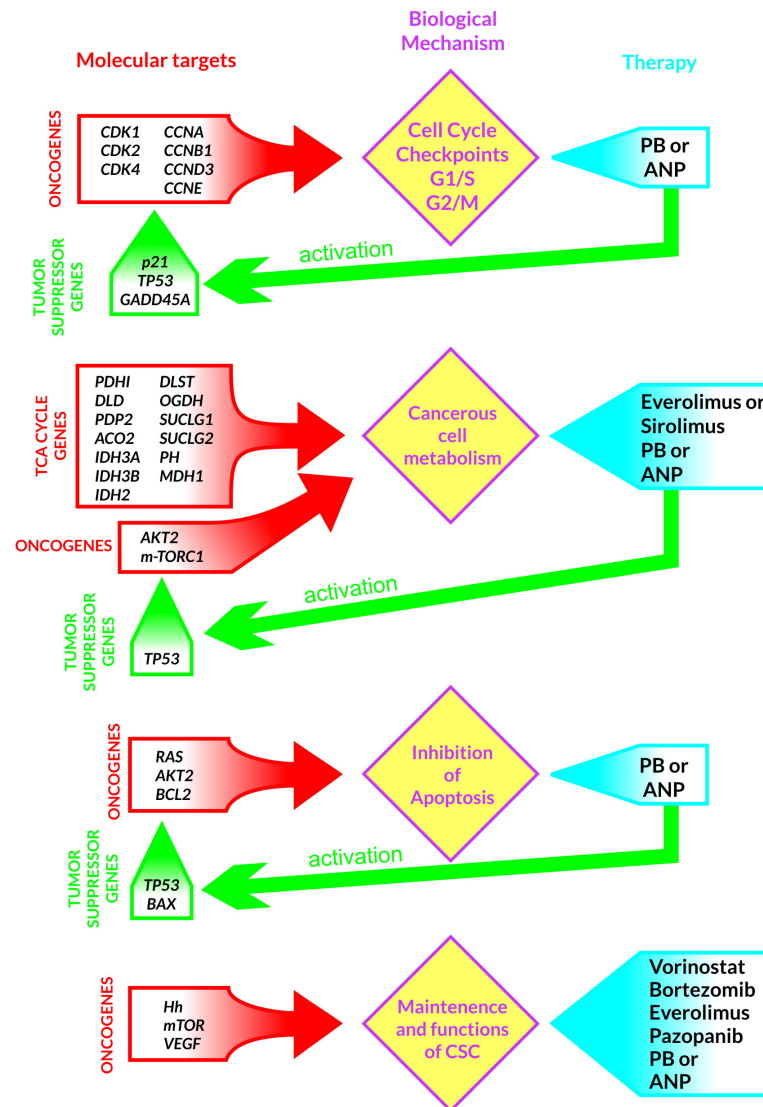 Molecular targets
Biological
Mechanism
Therapy
ONCOGENES
CDK1 CCNA
CDK2 CCNB1
CDK4 CCND3
CCNE
Cell Cycle
Checkpoints
G1/S
G2/M
PB or
ANP
activation
TUMOR
SUPPRESSOR
GENES
p21
TP53
GADD45A
TCA CYCLE
GENES
PDHI DLST
DLD OGDH
PDP2 SUCLG1
ACO2 SUCLG2
IDH3A PH
IDH3B MDH1
IDH2
Cancerous
cell
metabolism
Everolimus or
Sirolimus
PB or
ANP
ONCOGENES
AKT2
m-TORC1
activation
TUMOR
SUPPRESSOR
GENES
TP53
ONCOGENES
RAS
AKT2
BCL2
Inhibition
of
Apoptosis
PB or
ANP
activation
TUMOR
SUPPRESSOR
GENES
TP53
BAX
ONCOGENES
Hh
mTOR
VEGF
Maintenence
and functions
of CSC
Vorinostat
Bortezomib
Everolimus
Pazopanib
PB or
ANP